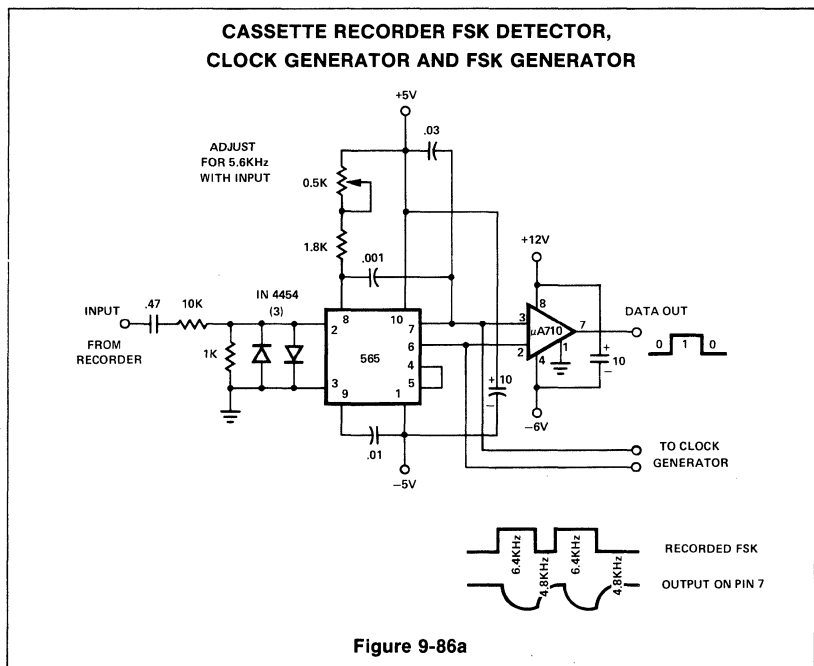 CASSETTE RECORDER FSK DETECTOR,
CLOCK GENERATOR AND FSK GENERATOR
+5V
.03
ADJUST
FOR 5.6KHz
WITH INPUT
0.5K
1.8K
.001
+12V
INPUT
FROM
RECORDER
.47
10K
IN 4454
(3)
1K
2
3
8
10
7
6
4
5
9
1
565
+
10
−
.01
−5V
3
2
8
μA710
7
1
4
+
10
−
−6V
DATA OUT
0
1
0
TO CLOCK
GENERATOR
6.4KHz
4.8KHz
6.4KHz
4.8KHz
RECORDED FSK
OUTPUT ON PIN 7
Figure 9-86a